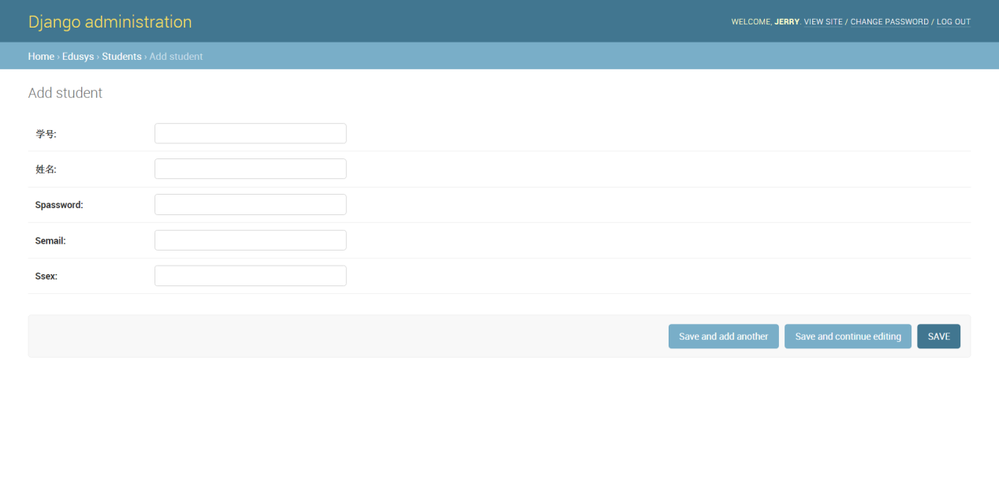 Django administration
WELCOME, JERRY. VIEW SITE / CHANGE PASSWORD / LOG OUT
Home › Edusys › Students › Add student
Add student
学号:
姓名:
Spassword:
Semail:
Ssex:
Save and add another Save and continue editing SAVE